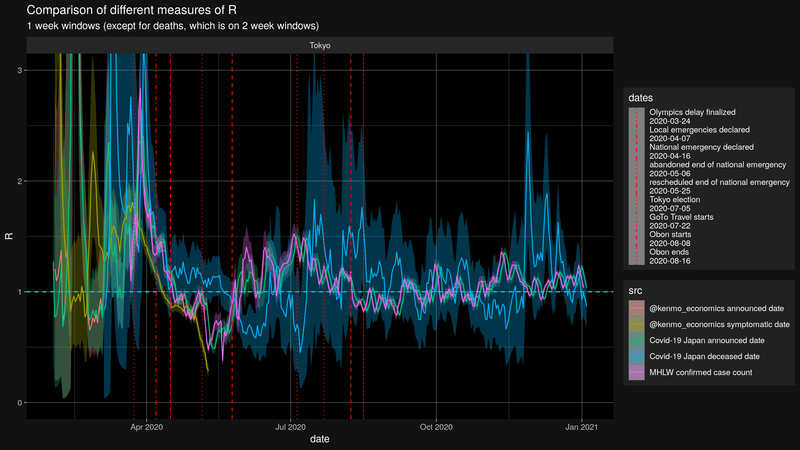 Comparison of different measures of R
1 week windows (except for deaths, which is on 2 week windows)
Tokyo
3
2
1
0
R
Apr 2020
Jul 2020
Oct 2020
Jan 2021
date
dates
Olympics delay finalized
2020-03-24
Local emergencies declared
2020-04-07
National emergency declared
2020-04-16
abandoned end of national emergency
2020-05-06
rescheduled end of national emergency
2020-05-25
Tokyo election
2020-07-05
GoTo Travel starts
2020-07-22
Obon starts
2020-08-08
Obon ends
2020-08-16
src
@kenmo_economics announced date
@kenmo_economics symptomatic date
Covid-19 Japan announced date
Covid-19 Japan deceased date
MHLW confirmed case count